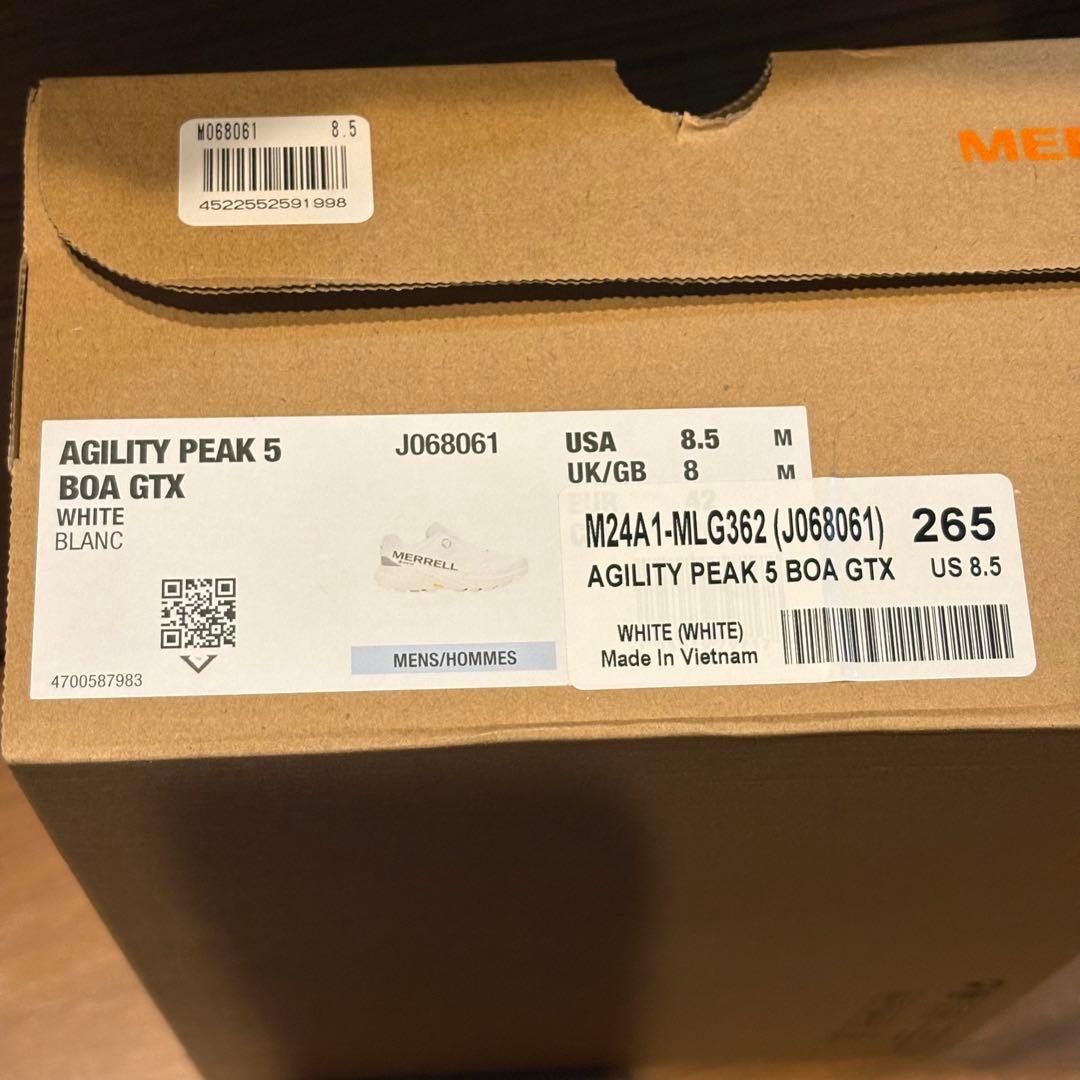 M068061 8.5
4522552591998
AGILITY PEAK 5
BOA GTX
WHITE
BLANC
J068061
USA 8.5 M
UK/GB 8 M
EUR 42
MERRELL
MENS/HOMMES
4700587983
M24A1-MLG362 (J068061) 265
AGILITY PEAK 5 BOA GTX US 8.5
WHITE (WHITE)
Made In Vietnam